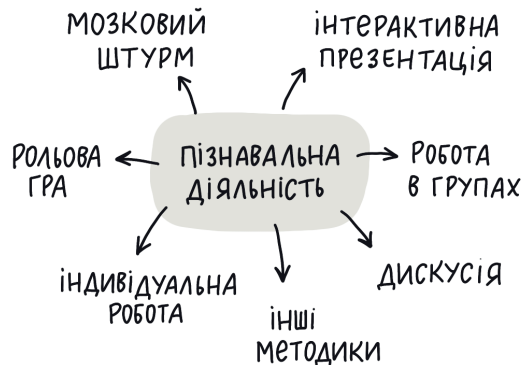 МОЗКОВИЙ
ШТУРМ
ІНТЕРАКТИВНА
ПРЕЗЕНТАЦІЯ
РОЛЬОВА
ГРА
ПІЗНАВАЛЬНА
ДІЯЛЬНІСТЬ
РОБОТА
В ГРУПАХ
ІНДИВІДУАЛЬНА
РОБОТА
ІНШІ
МЕТОДИКИ
ДИСКУСІЯ